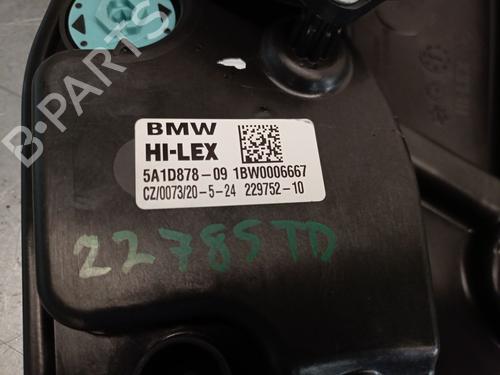 BMW
HI-LEX
5A1D878-09 1BW0006667
CZ/0073/20-5-24 229752-10
22785TD
B-PARTS